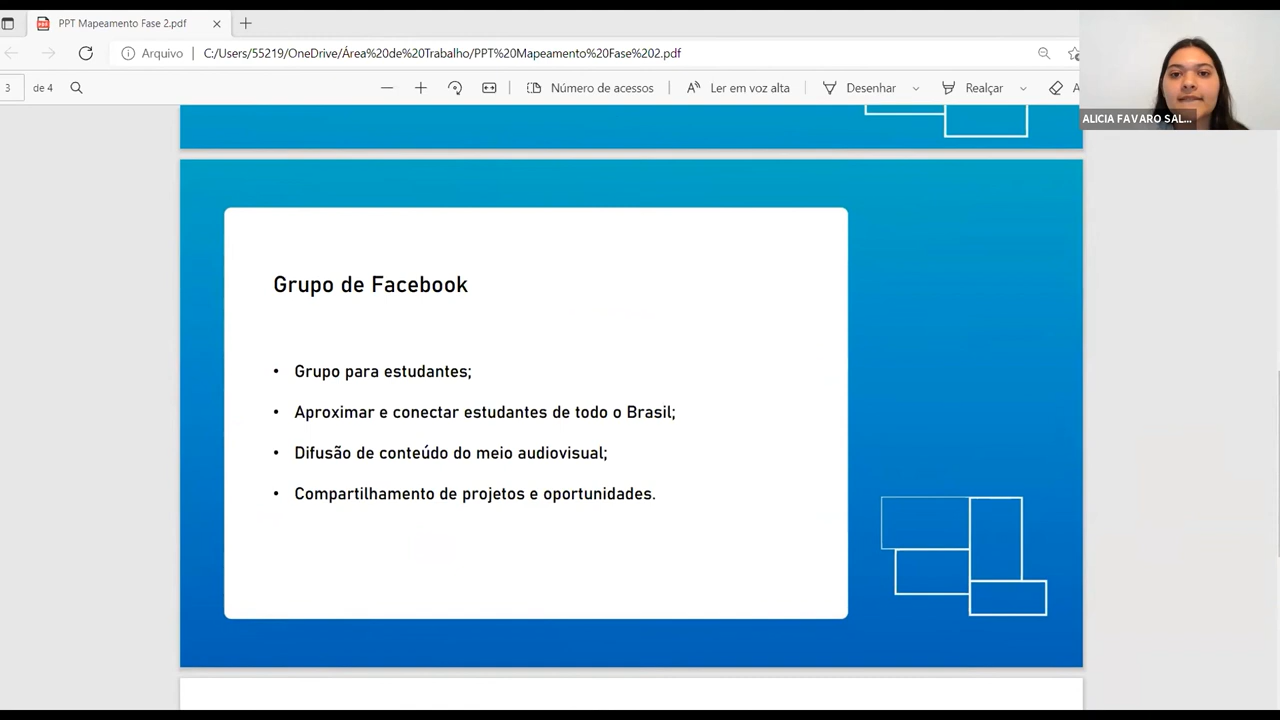 PPT Mapeamento Fase 2.pdf
Arquivo
C:/Users/55219/OneDrive/Área%20de%20Trabalho/PPT%20Mapeamento%20Fase%202.pdf
3 de 4
Número de acessos
Ler em voz alta
Desenhar
Realçar
A
ALICIA FAVARO SAL...
Grupo de Facebook
• Grupo para estudantes;
• Aproximar e conectar estudantes de todo o Brasil;
• Difusão de conteúdo do meio audiovisual;
• Compartilhamento de projetos e oportunidades.